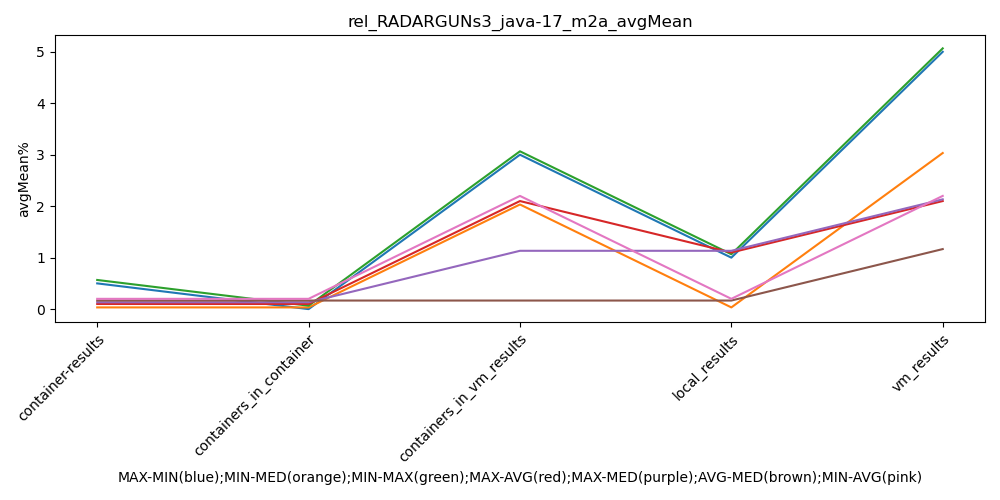 rel_RADARGUNs3_java-17_m2a_avgMean
avgMean%
5
4
3
2
1
0
container-results
containers_in_container
containers_in_vm_results
local_results
vm_results
MAX-MIN(blue);MIN-MED(orange);MIN-MAX(green);MAX-AVG(red);MAX-MED(purple);AVG-MED(brown);MIN-AVG(pink)